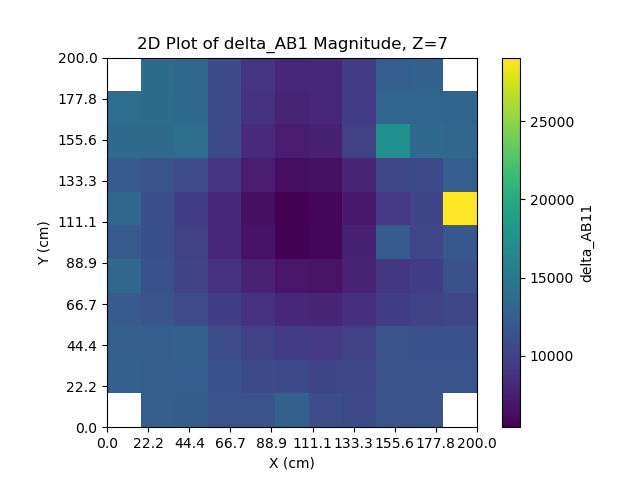 2D Plot of delta_AB1 Magnitude, Z=7
200.0
177.8
155.6
133.3
111.1
88.9
66.7
44.4
22.2
0.0
Y (cm)
0.0 22.2 44.4 66.7 88.9 111.1 133.3 155.6 177.8 200.0
X (cm)
25000
20000
15000
10000
delta_AB11